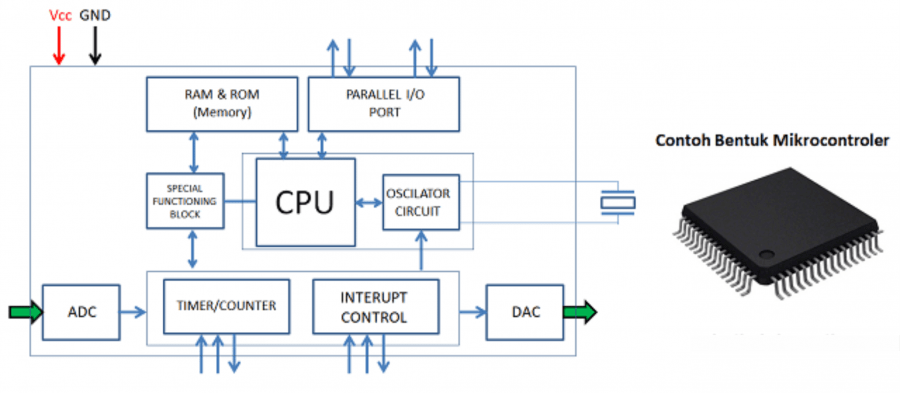 Vcc GND
RAM & ROM
(Memory)
PARALLEL I/O
PORT
Contoh Bentuk Mikrocontroler
SPECIAL
FUNCTIONING
BLOCK
CPU
OSCILATOR
CIRCUIT
ADC
TIMER/COUNTER
INTERUPT
CONTROL
DAC